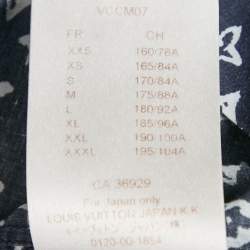 VCCM07
FR CH
XXS 160/78A
XS 165/84A
S 170/84A
M 175/88A
L 180/92A
XL 185/96A
XXL 190/100A
XXXL 195/104A
CA 36929
For Japan only
LOUIS VUITTON JAPAN K.K.
0120-00-1854